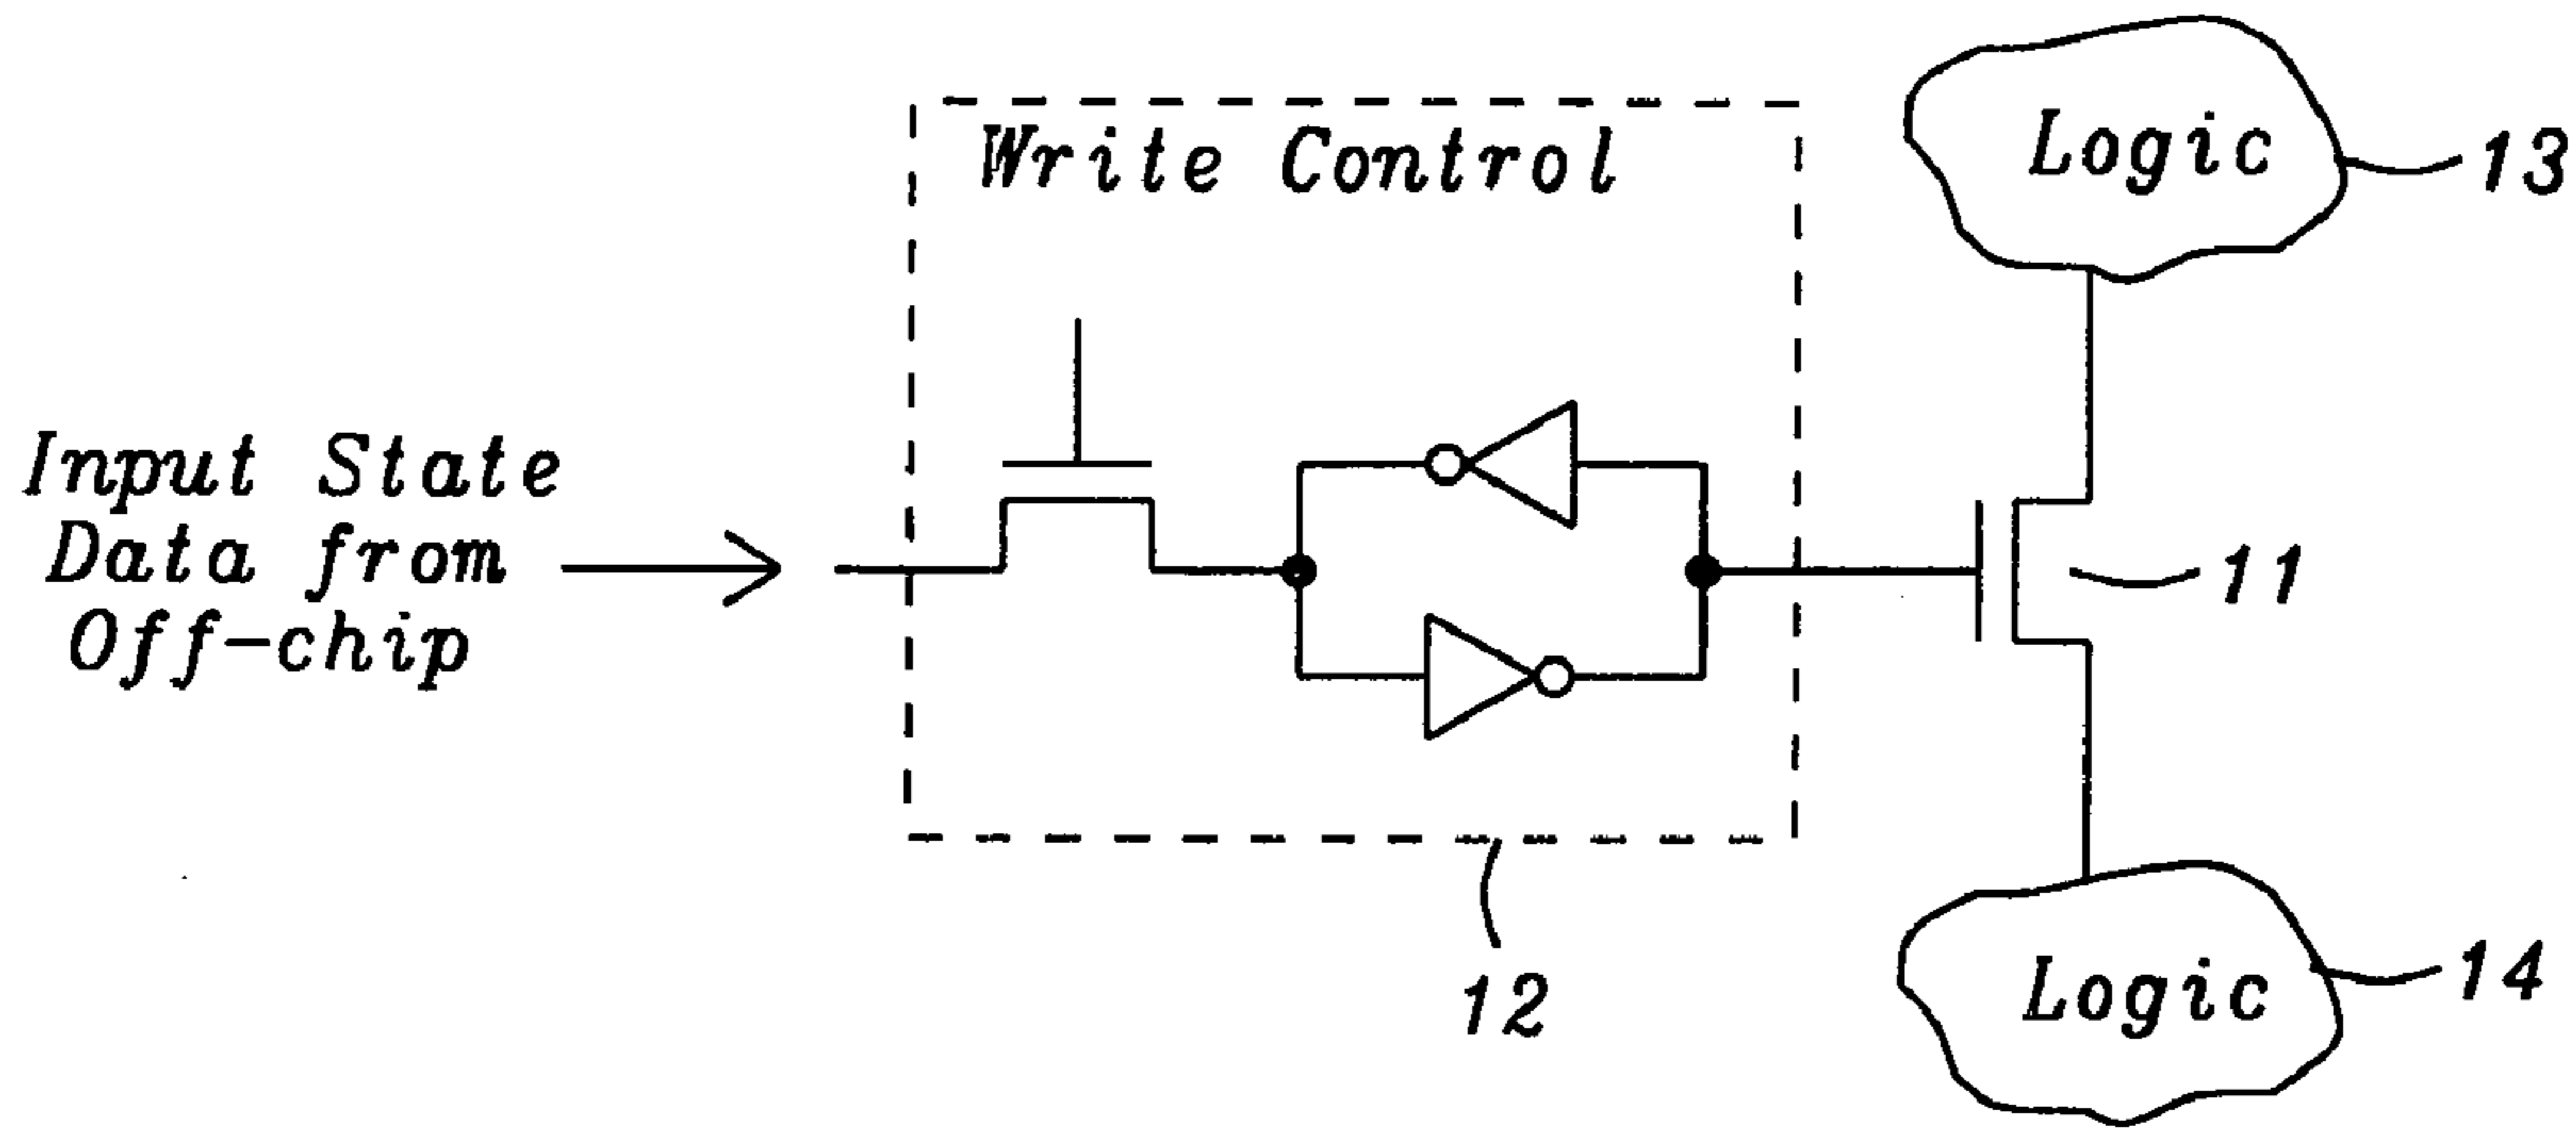 Logic
13
Write Control
Input State
Data from
Off-chip
11
12
Logic
14